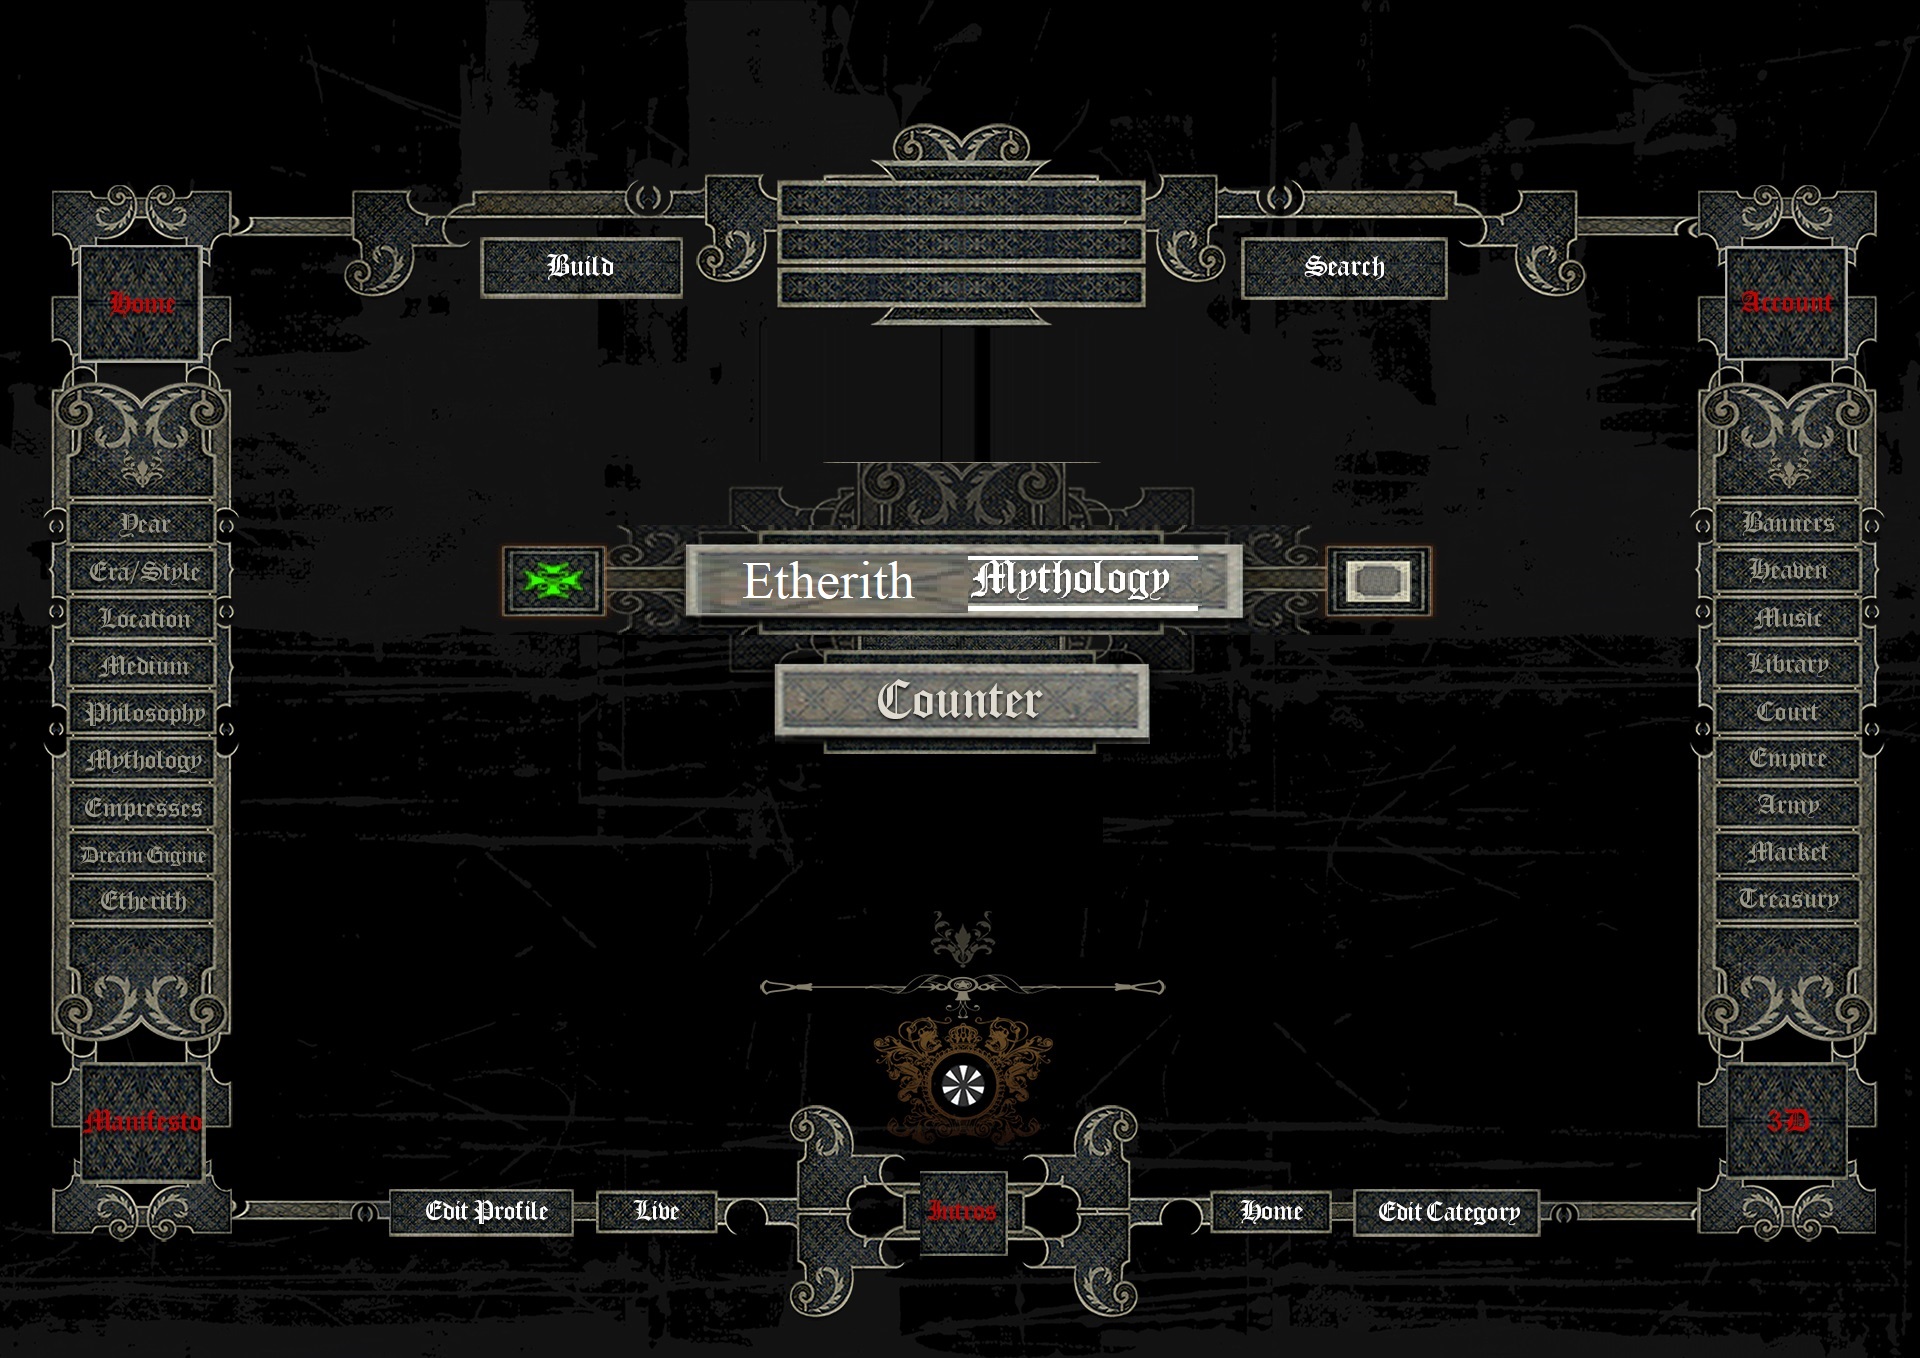 Build
Search
Home
Account
Year
Era/Style
Location
Medium
Philosophy
Mythology
Empresses
Dream Engine
Etherith
Manifesto
Etherith Mythology
Counter
Banners
Heaven
Music
Library
Court
Empire
Army
Market
Treasury
3-D
Edit Profile
Live
Intros
Home
Edit Category